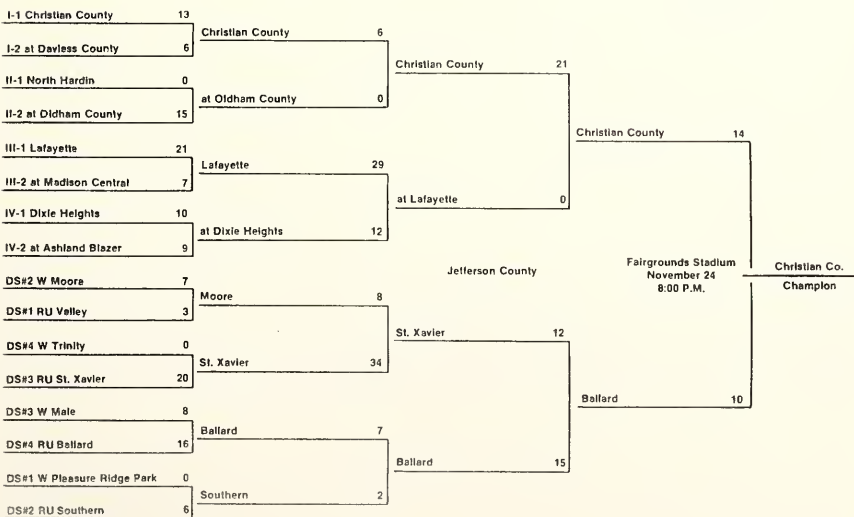 I-1 Christian County 13
I-2 at Daviess County 6
II-1 North Hardin 0
II-2 at Oldham County 15
III-1 Lafayette 21
III-2 at Madison Central 7
IV-1 Dixie Heights 10
IV-2 at Ashland Blazer 9
DS#2 W Moore 7
DS#1 RU Valley 3
DS#4 W Trinity 0
DS#3 RU St. Xavier 20
DS#3 W Male 8
DS#4 RU Ballard 16
DS#1 W Pleasure Ridge Park 0
DS#2 RU Southern 6
Christian County 6
at Oldham County 0
Lafayette 29
at Dixie Heights 12
Moore 8
St. Xavier 34
Ballard 7
Southern 2
Christian County 21
at Lafayette 0
Jefferson County
St. Xavier 12
Ballard 15
Christian County 14
Ballard 10
Fairgrounds Stadium
November 24
8:00 P.M.
Christian Co.
Champion